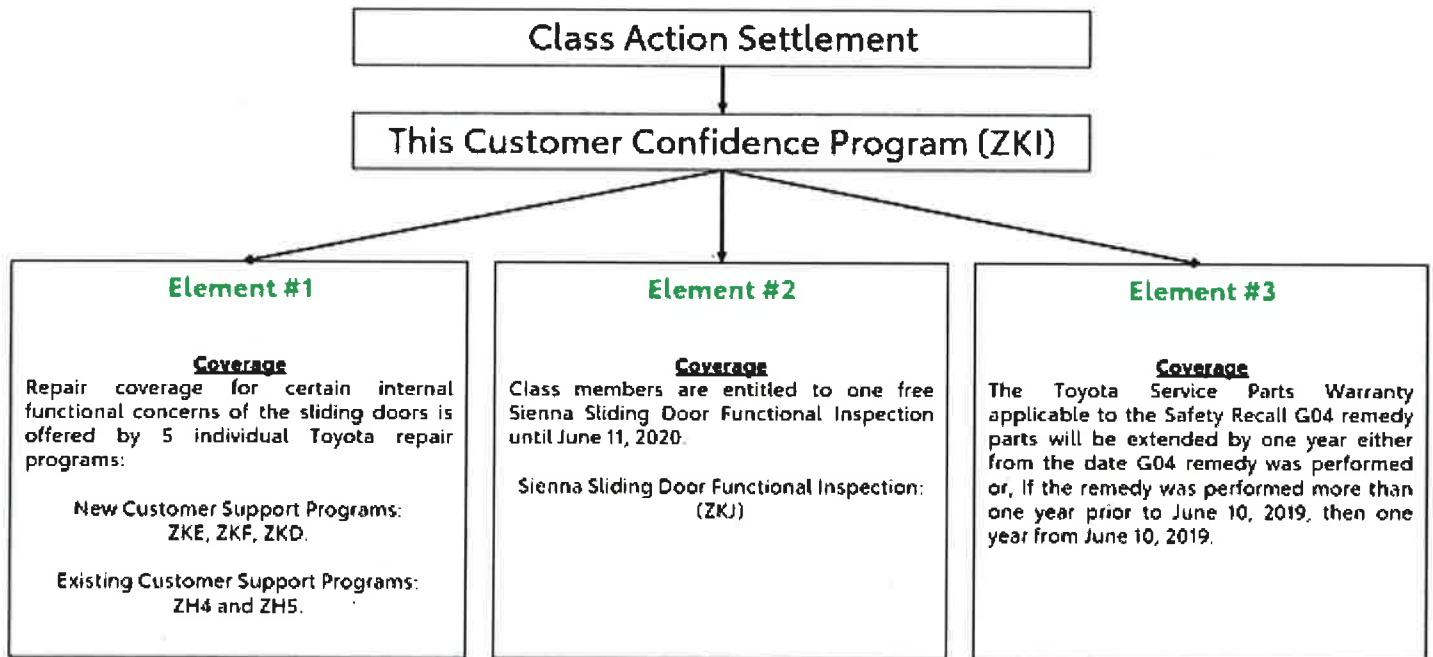 Class Action Settlement
This Customer Confidence Program (ZKI)
Element #1
Coverage
Repair coverage for certain internal
functional concerns of the sliding doors is
offered by 5 individual Toyota repair
programs:
New Customer Support Programs:
ZKE, ZKF, ZKD.
Existing Customer Support Programs:
ZH4 and ZH5.
Element #2
Coverage
Class members are entitled to one free
Sienna Sliding Door Functional Inspection
until June 11, 2020.
Sienna Sliding Door Functional Inspection:
(ZKJ)
Element #3
Coverage
The Toyota Service Parts Warranty
applicable to the Safety Recall G04 remedy
parts will be extended by one year either
from the date G04 remedy was performed
or, If the remedy was performed more than
one year prior to June 10, 2019, then one
year from June 10, 2019.